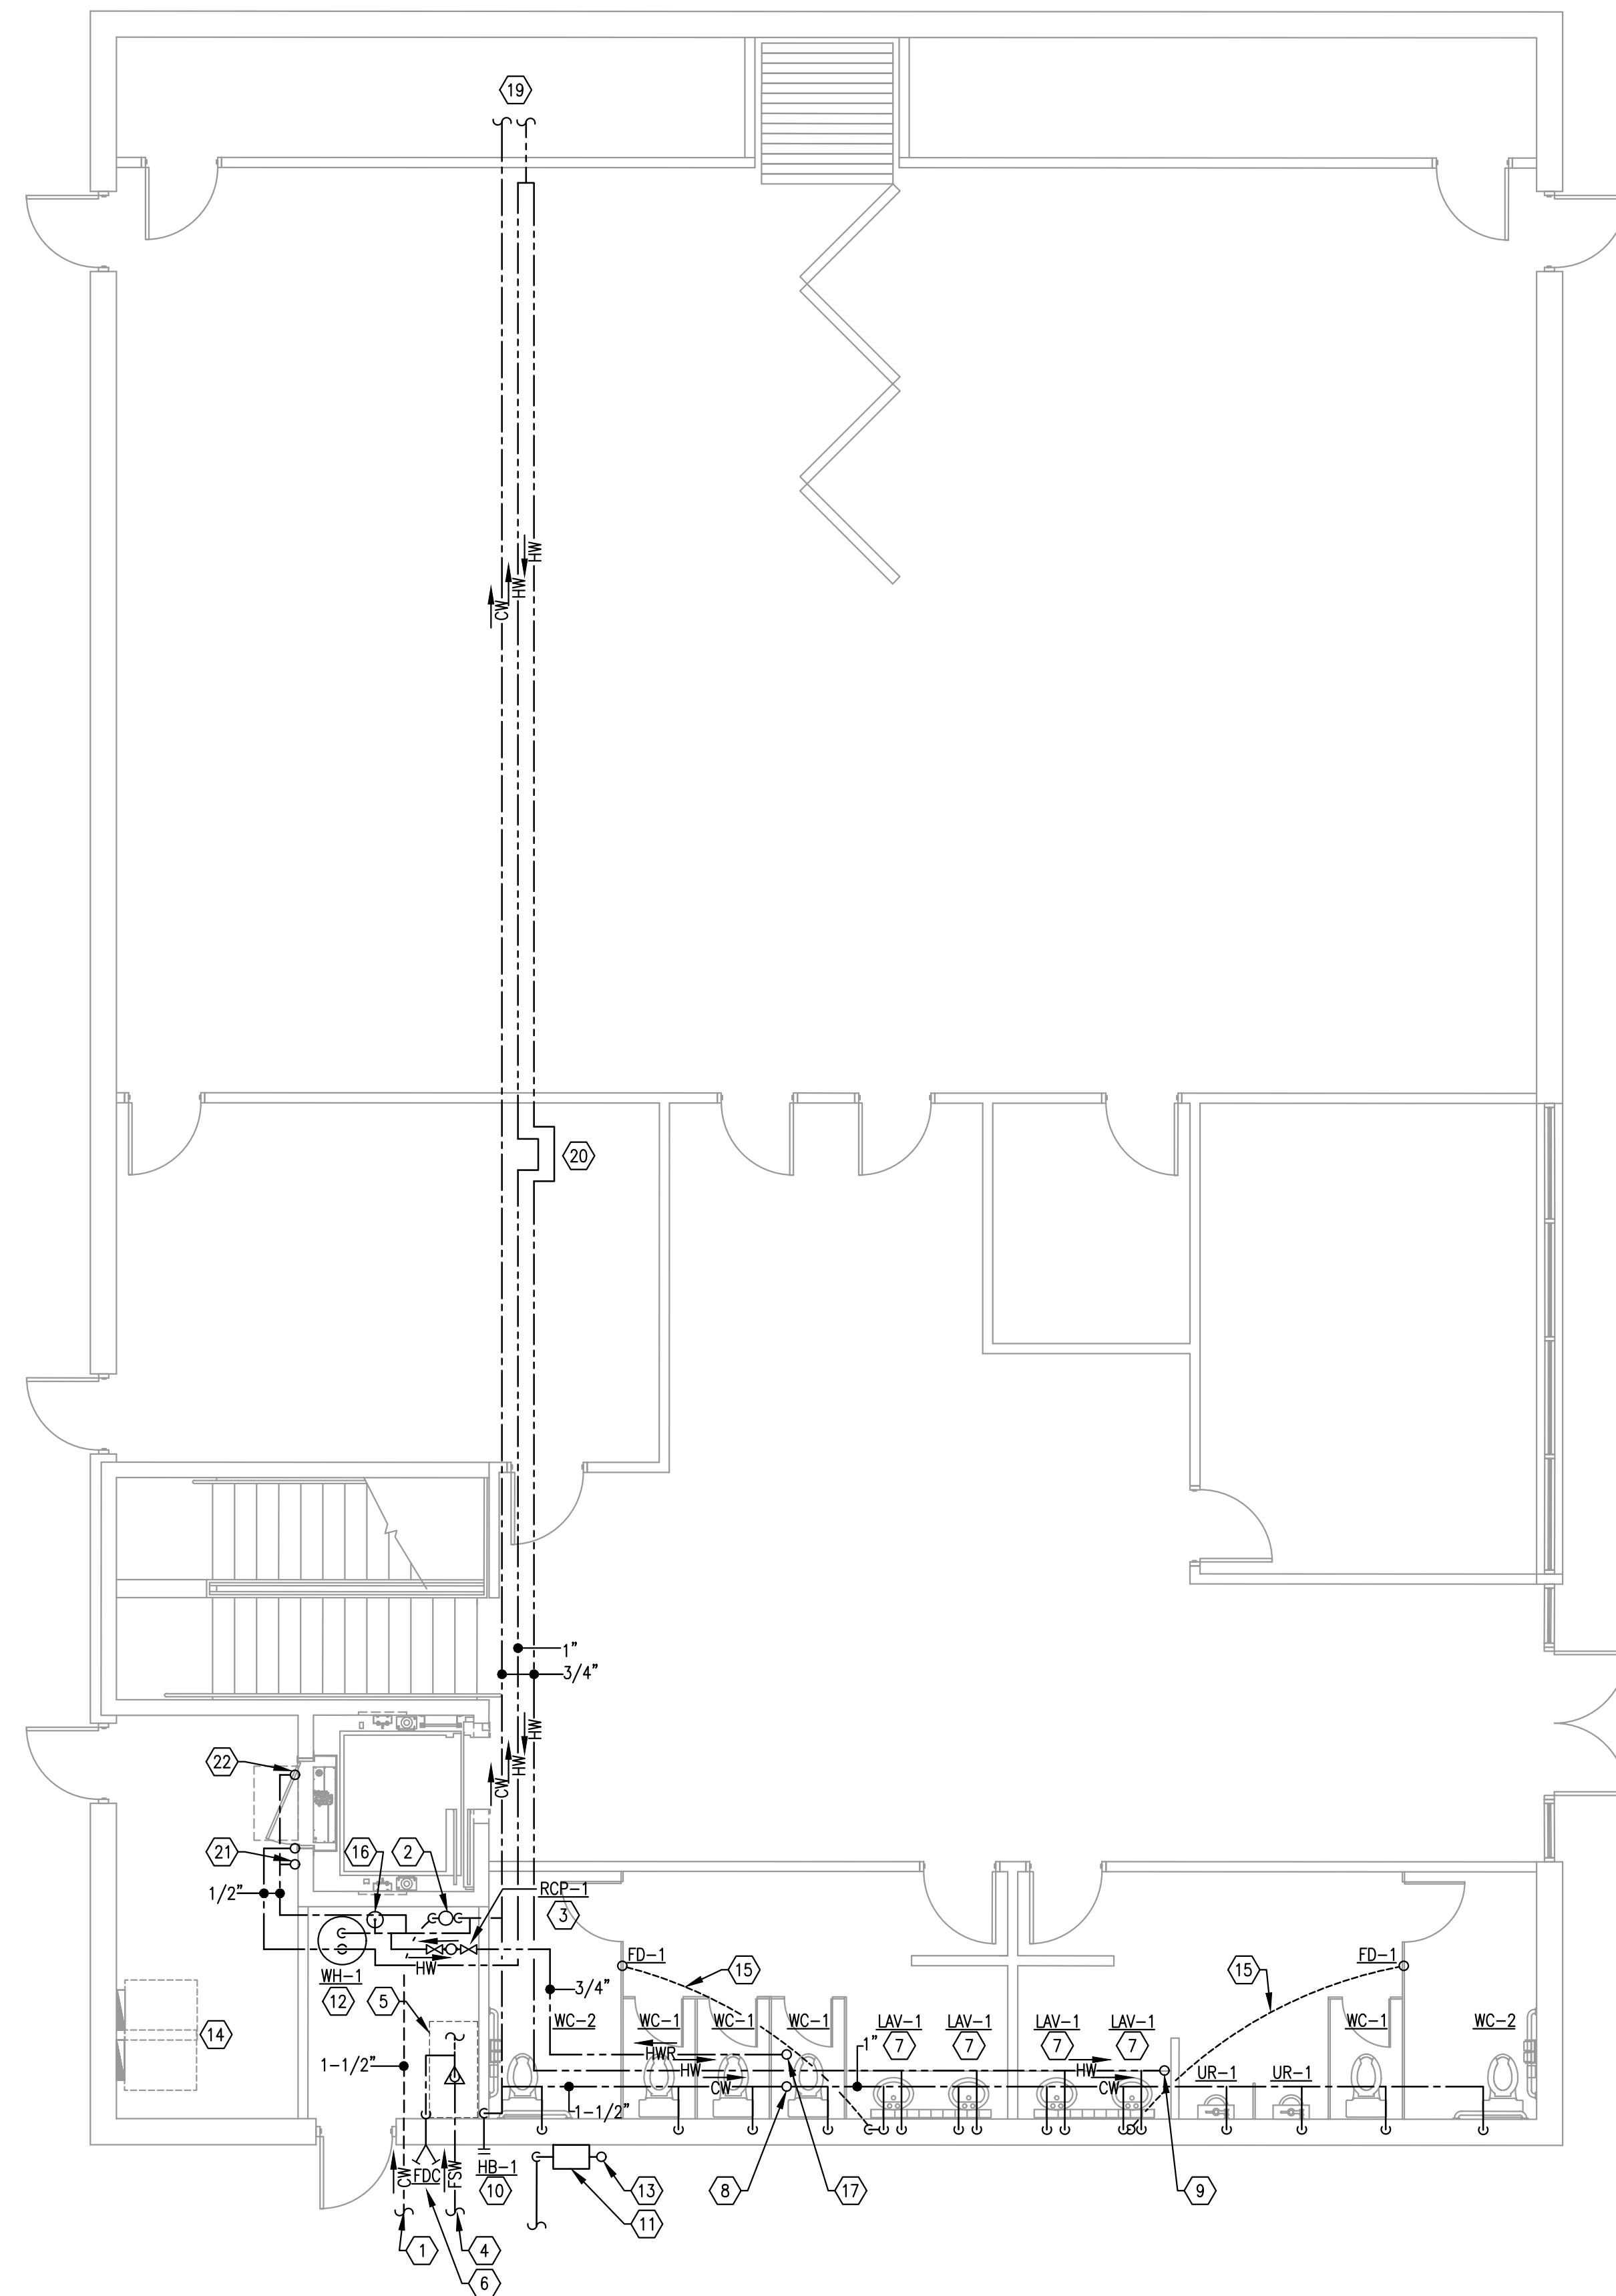 19
HW
HW
CW
20
1"
3/4"
HW
HW
CW
22
21
16
2
1/2"
RCP-1
3
HW
WH-1
12
5
14
3/4"
FD-1
15
15
FD-1
WC-2
WC-1
WC-1
WC-1
LAV-1
LAV-1
LAV-1
LAV-1
WC-1
WC-2
7
7
7
7
1"
HWR
HW
CW
HW
CW
UR-1
UR-1
1-1/2"
1-1/2"
CW
FDC
FSW
HB-1
10
13
11
8
17
9
1
4
6